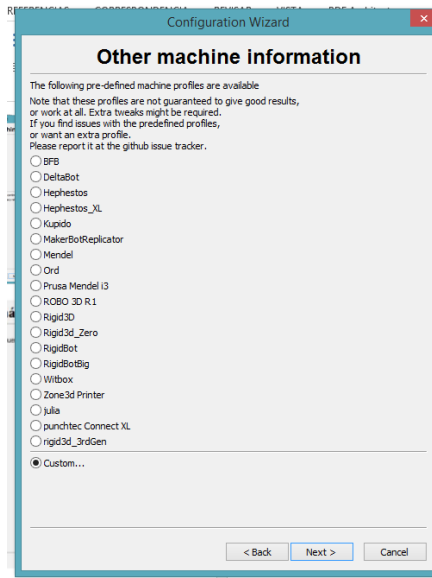 Configuration Wizard
Other machine information
The following pre-defined machine profiles are available
Note that these profiles are not guaranteed to give good results,
or work at all. Extra tweaks might be required.
If you find issues with the predefined profiles,
or want an extra profile.
Please report it at the github issue tracker.
BFB
DeltaBot
Hephestos
Hephestos_XL
Kupido
MakerBotReplicator
Mendel
Ord
Prusa Mendel i3
ROBO 3D R1
Rigid3D
Rigid3d_Zero
RigidBot
RigidBotBig
Witbox
Zone3d Printer
julia
punchtec Connect XL
rigid3d_3rdGen
Custom...
< Back
Next >
Cancel